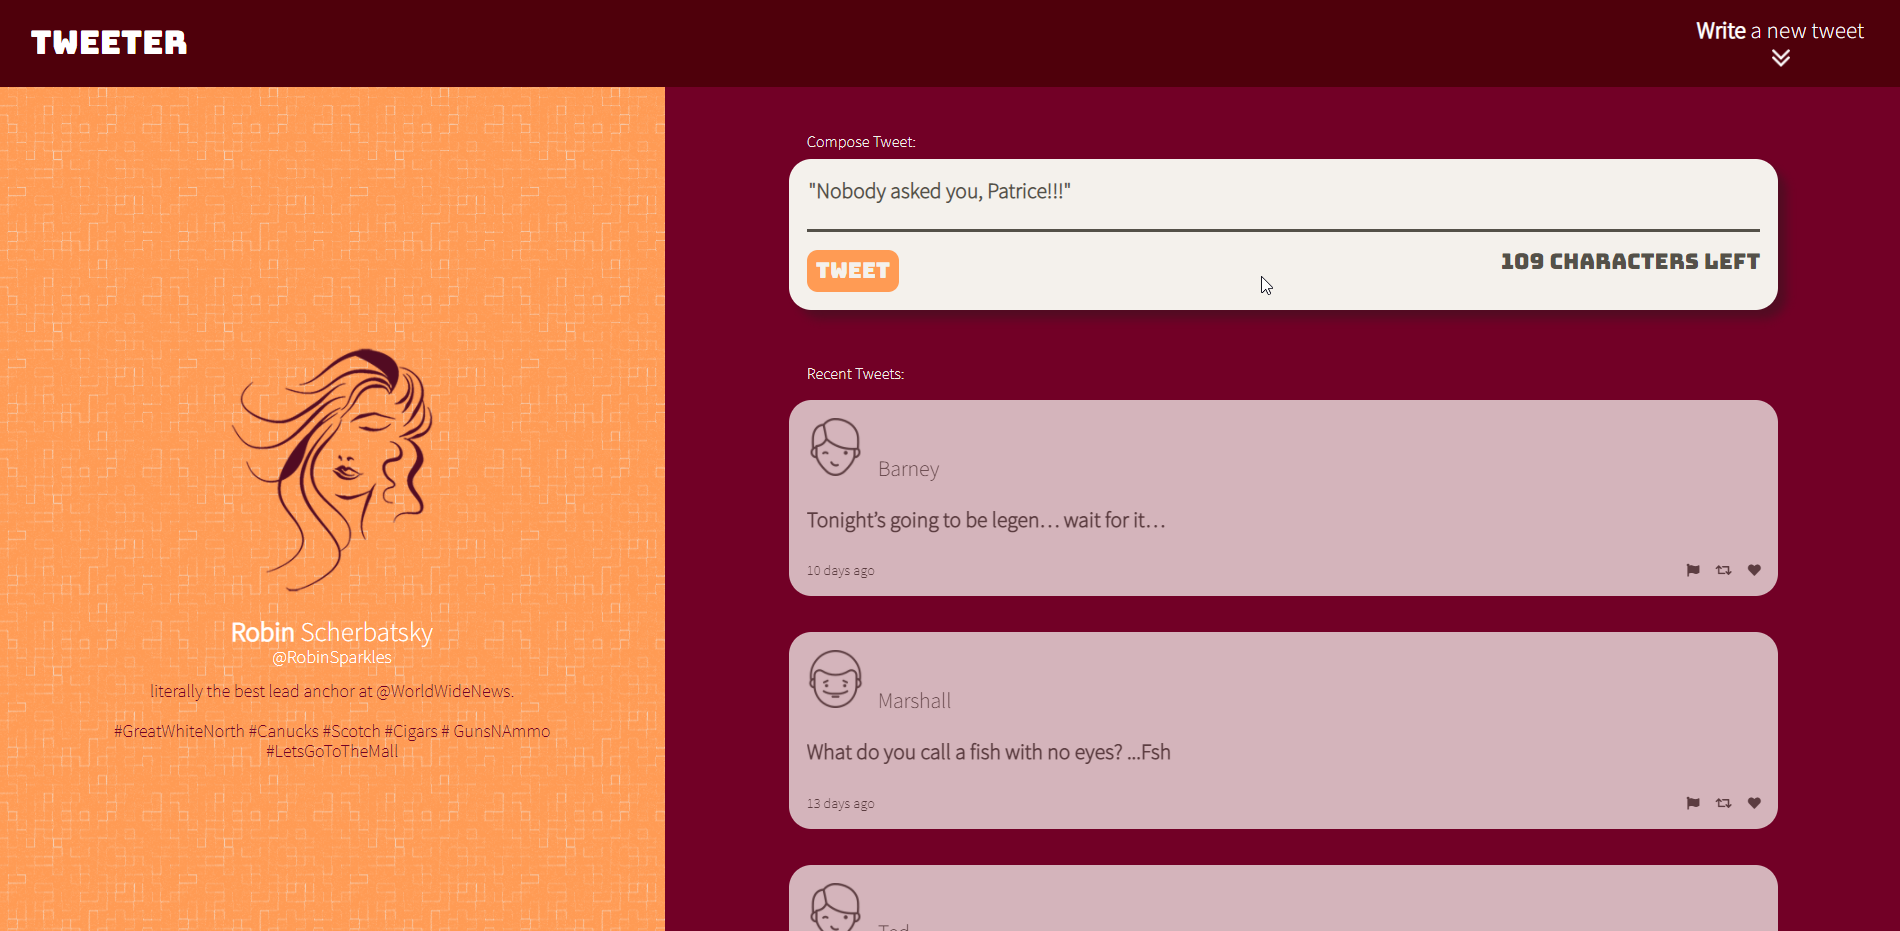 TWEETER
Write a new tweet
Robin Scherbatsky
@RobinSparkles
literally the best lead anchor at @WorldWideNews.
#GreatWhiteNorth #Canucks #Scotch #Cigars # GunsNAmmo
#LetsGoToTheMall
Compose Tweet:
"Nobody asked you, Patrice!!!"
TWEET
109 CHARACTERS LEFT
Recent Tweets:
Barney
Tonight’s going to be legen… wait for it…
10 days ago
Marshall
What do you call a fish with no eyes? ...Fsh
13 days ago
Ted